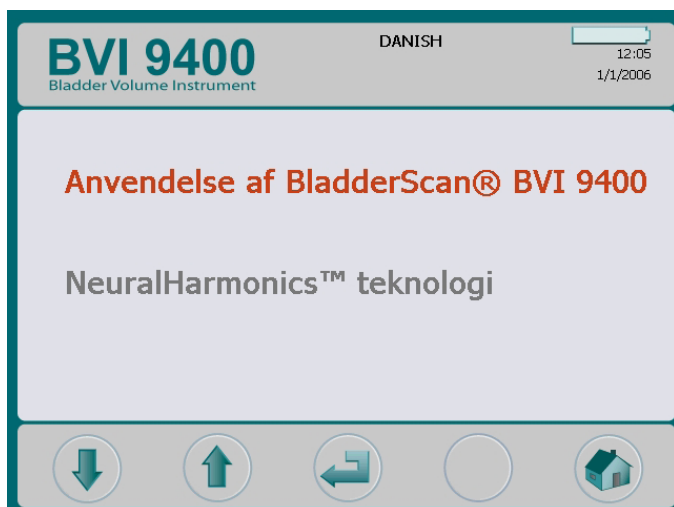 BVI 9400
Bladder Volume Instrument
DANISH
12:05
1/1/2006
Anvendelse af BladderScan® BVI 9400
NeuralHarmonics™ teknologi